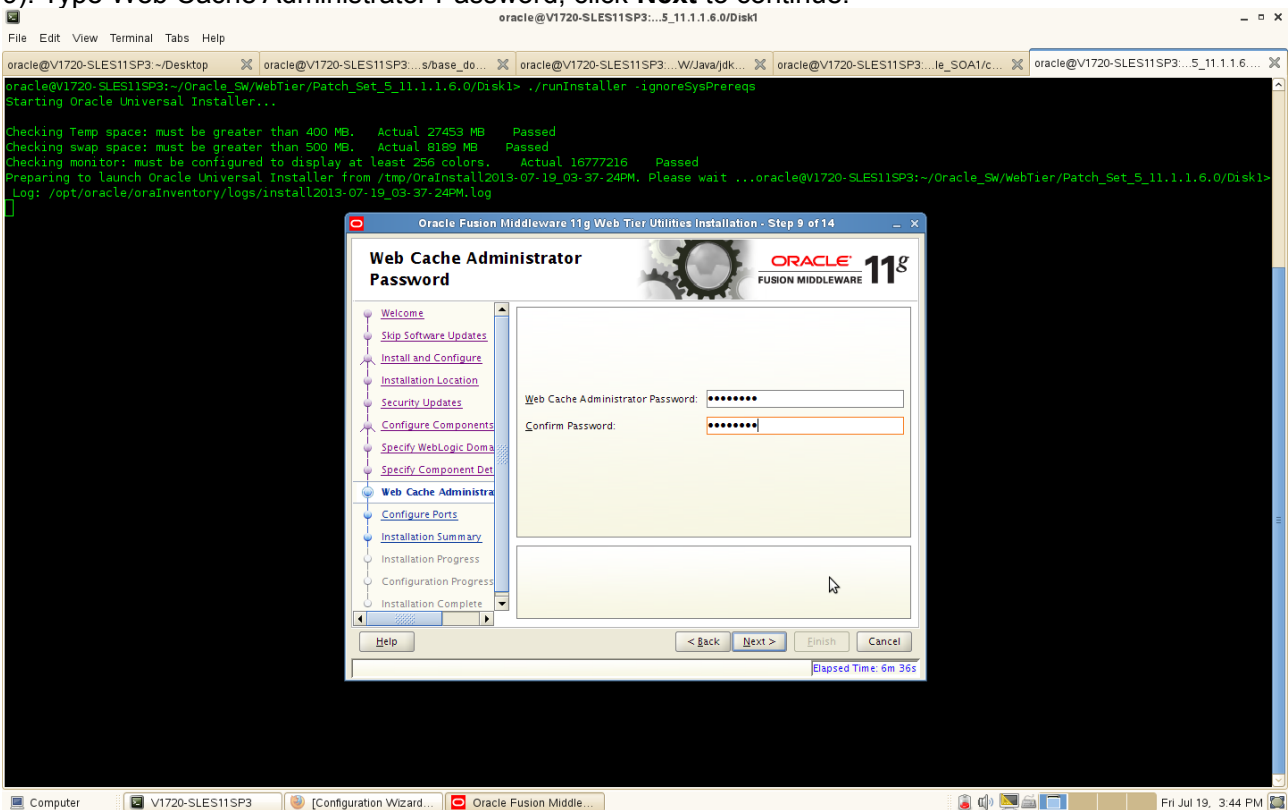 9). Type Web Cache Administrator Password, click Next to continue.
oracle@V1720-SLES11SP3:...5_11.1.1.6.0/Disk1
File Edit View Terminal Tabs Help
oracle@V1720-SLES11SP3:~/Desktop oracle@V1720-SLES11SP3:...s/base_do... oracle@V1720-SLES11SP3:...W/Java/jdk... oracle@V1720-SLES11SP3:...le_SOA1/c... oracle@V1720-SLES11SP3:...5_11.1.1.6....
oracle@V1720-SLES11SP3:~/Oracle_SW/WebTier/Patch_Set_5_11.1.1.6.0/Disk1> ./runInstaller -ignoreSysPrereqs
Starting Oracle Universal Installer...
Checking Temp space: must be greater than 400 MB. Actual 27453 MB Passed
Checking swap space: must be greater than 500 MB. Actual 8189 MB Passed
Checking monitor: must be configured to display at least 256 colors. Actual 16777216 Passed
Preparing to launch Oracle Universal Installer from /tmp/OraInstall2013-07-19_03-37-24PM. Please wait ...oracle@V1720-SLES11SP3:~/Oracle_SW/WebTier/Patch_Set_5_11.1.1.6.0/Disk1>
Log: /opt/oracle/oraInventory/logs/install2013-07-19_03-37-24PM.log
Oracle Fusion Middleware 11g Web Tier Utilities Installation - Step 9 of 14
Web Cache Administrator
Password
ORACLE
FUSION MIDDLEWARE 11g
Welcome
Skip Software Updates
Install and Configure
Installation Location
Security Updates
Configure Components
Specify WebLogic Doma
Specify Component Det
Web Cache Administra
Configure Ports
Installation Summary
Installation Progress
Configuration Progress
Installation Complete
Web Cache Administrator Password: ••••••••
Confirm Password: ••••••••
Help < Back Next > Finish Cancel
Elapsed Time: 6m 36s
Computer V1720-SLES11SP3 [Configuration Wizard... Oracle Fusion Middle... Fri Jul 19, 3:44 PM